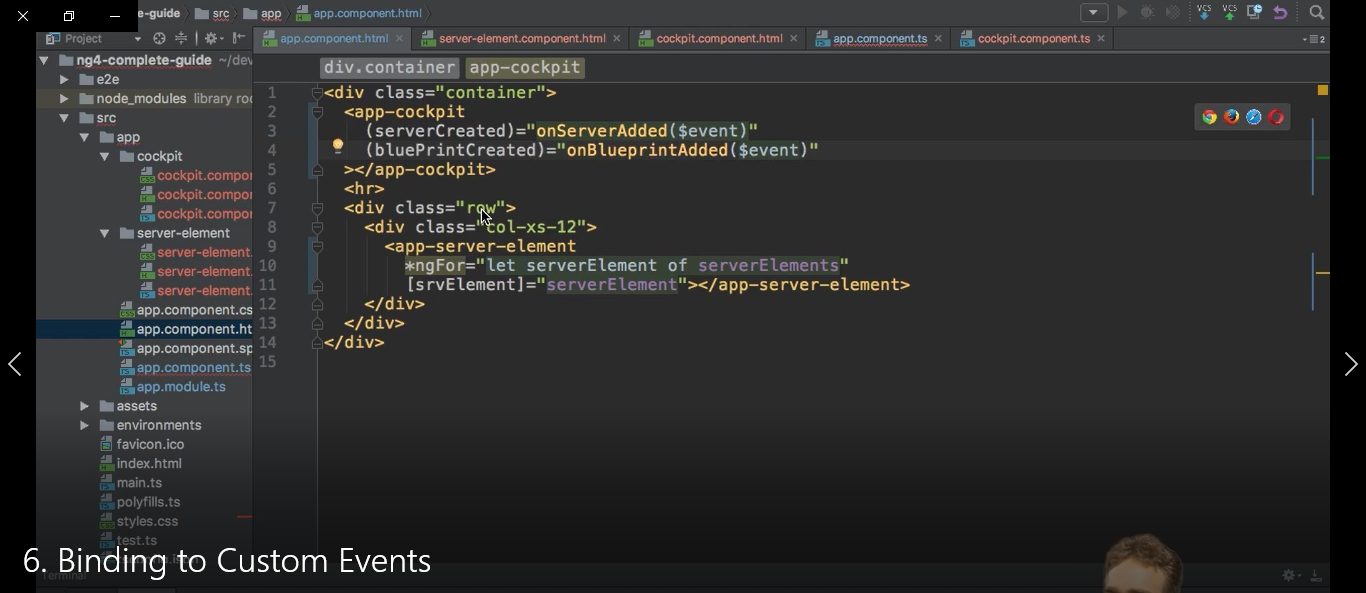 e-guide src app app.component.html
VCS VCS
Project
app.component.html server-element.component.html cockpit.component.html app.component.ts cockpit.component.ts 2
ng4-complete-guide ~/dev
e2e
node_modules library roo
src
app
cockpit
cockpit.compo
cockpit.compo
cockpit.compo
server-element
server-element.
server-element.
server-element.
app.component.cs
app.component.ht
app.component.sp
app.component.ts
app.module.ts
assets
environments
favicon.ico
index.html
main.ts
polyfills.ts
styles.css
test.ts
Terminal
div.container app-cockpit
1 <div class="container">
2 <app-cockpit
3 (serverCreated)="onServerAdded($event)"
4 (bluePrintCreated)="onBlueprintAdded($event)"
5 ></app-cockpit>
6 <hr>
7 <div class="row">
8 <div class="col-xs-12">
9 <app-server-element
10 *ngFor="let serverElement of serverElements"
11 [srvElement]="serverElement"></app-server-element>
12 </div>
13 </div>
14 </div>
15
6. Binding to Custom Events